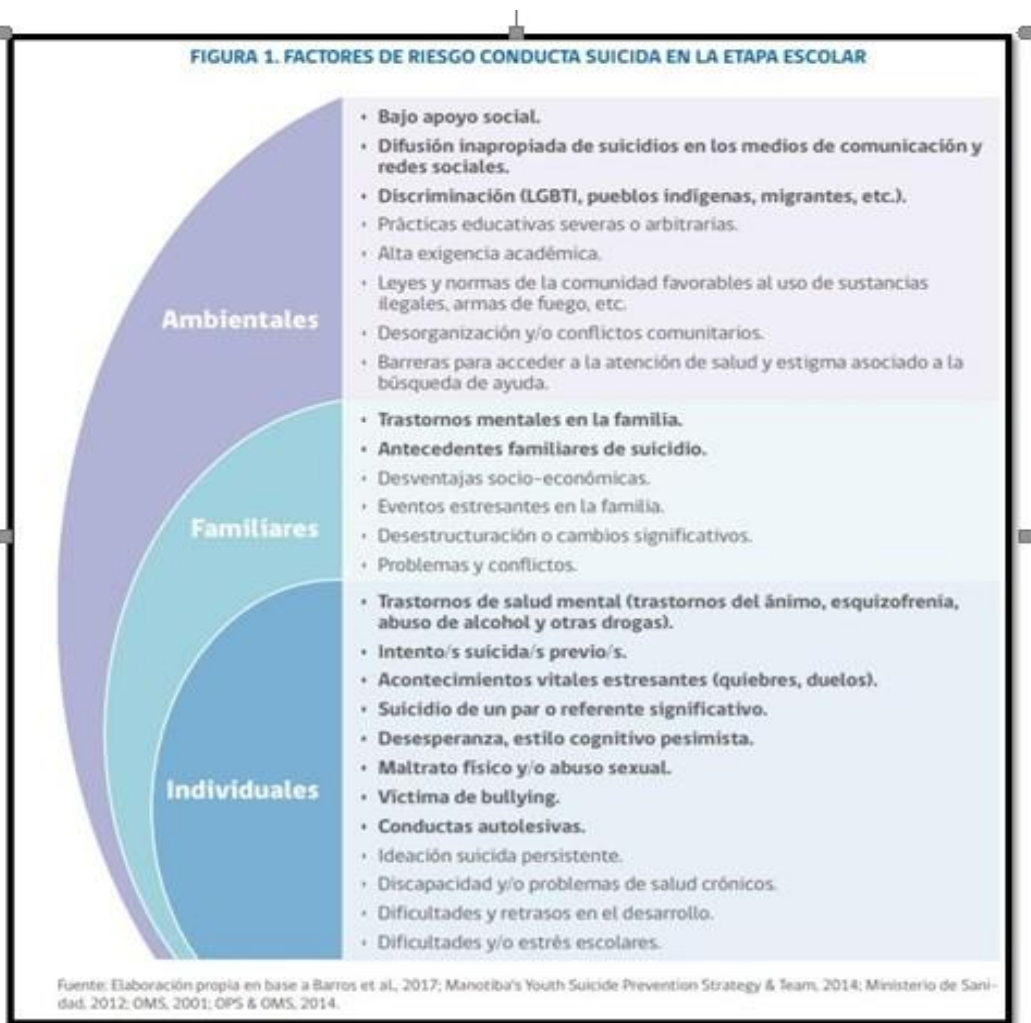 FIGURA 1. FACTORES DE RIESGO CONDUCTA SUICIDA EN LA ETAPA ESCOLAR
Ambientales
• Bajo apoyo social.
• Difusión inapropiada de suicidios en los medios de comunicación y
redes sociales.
• Discriminación (LGBTI, pueblos indígenas, migrantes, etc.).
• Prácticas educativas severas o arbitrarias.
• Alta exigencia académica.
• Leyes y normas de la comunidad favorables al uso de sustancias
ilegales, armas de fuego, etc.
• Desorganización y/o conflictos comunitarios.
• Barreras para acceder a la atención de salud y estigma asociado a la
búsqueda de ayuda.
Familiares
• Trastornos mentales en la familia.
• Antecedentes familiares de suicidio.
• Desventajas socio-económicas.
• Eventos estresantes en la familia.
• Desestructuración o cambios significativos.
• Problemas y conflictos.
Individuales
• Trastornos de salud mental (trastornos del ánimo, esquizofrenia,
abuso de alcohol y otras drogas).
• Intento/s suicida/s previo/s.
• Acontecimientos vitales estresantes (quiebres, duelos).
• Suicidio de un par o referente significativo.
• Desesperanza, estilo cognitivo pesimista.
• Maltrato físico y/o abuso sexual.
• Víctima de bullying.
• Conductas autolesivas.
• Ideación suicida persistente.
• Discapacidad y/o problemas de salud crónicos.
• Dificultades y retrasos en el desarrollo.
• Dificultades y/o estrés escolares.
Fuente: Elaboración propia en base a Barros et al., 2017; Manotiba's Youth Suicide Prevention Strategy & Team, 2014; Ministerio de Sani-
dad, 2012; OMS, 2001; OPS & OMS, 2014.